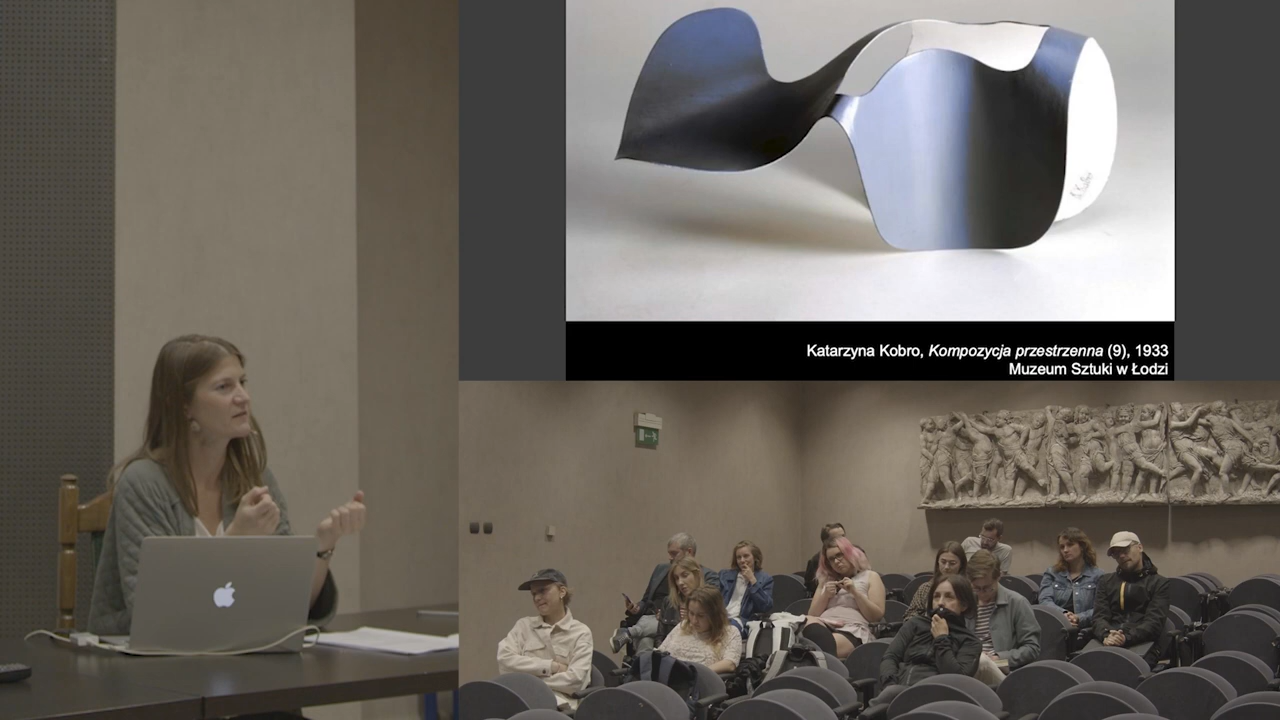 Katarzyna Kobro, Kompozycja przestrzenna (9), 1933
Muzeum Sztuki w Łodzi